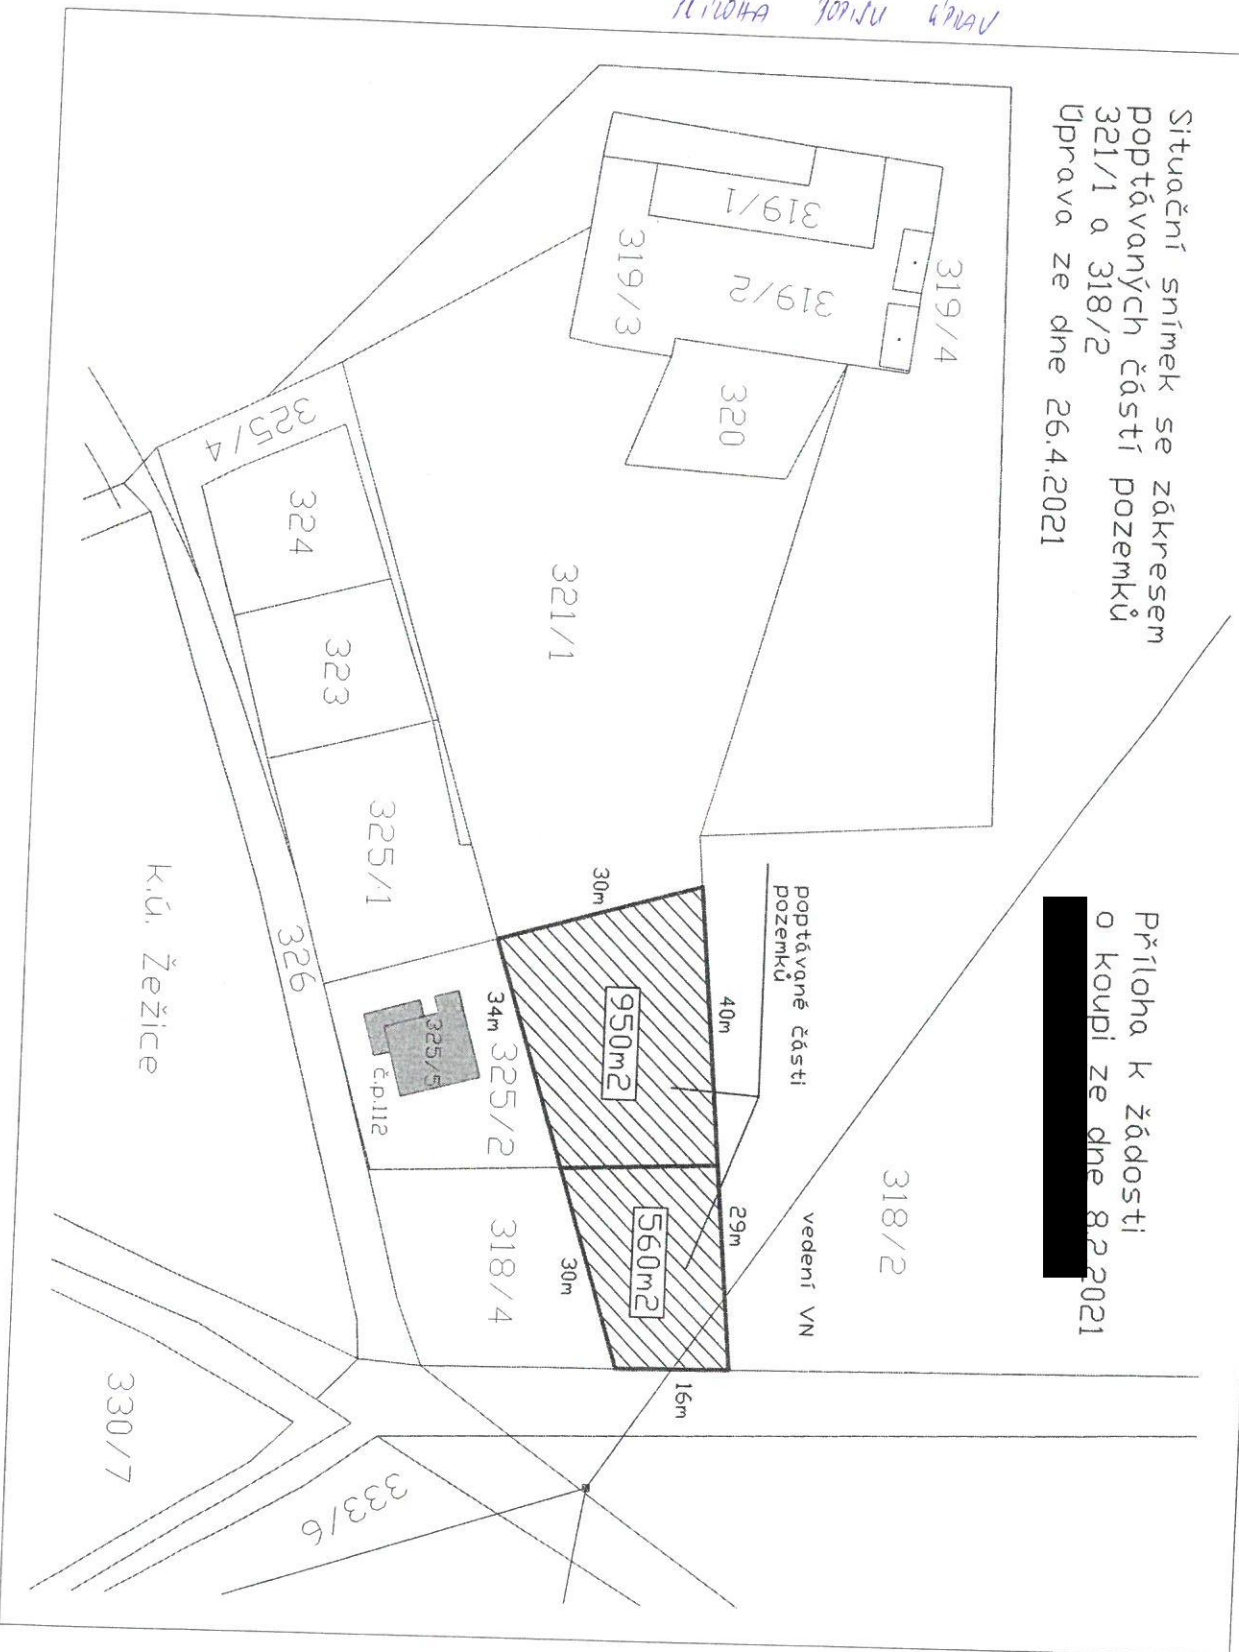 Situační snímek se zákresem
poptávaných částí pozemků
321/1 a 318/2
Úprava ze dne 26.4.2021
Příloha k žádosti
o koupi ze dne 8.2.2021
319/4
319/1
319/2
319/3
320
318/2
vedení VN
321/1
poptávané části
pozemků
40m
29m
30m
950m2
560m2
16m
34m
30m
325/4
324
323
325/1
325/2
325/5
č.p.112
318/4
326
k.ú. Žežice
333/6
330/7